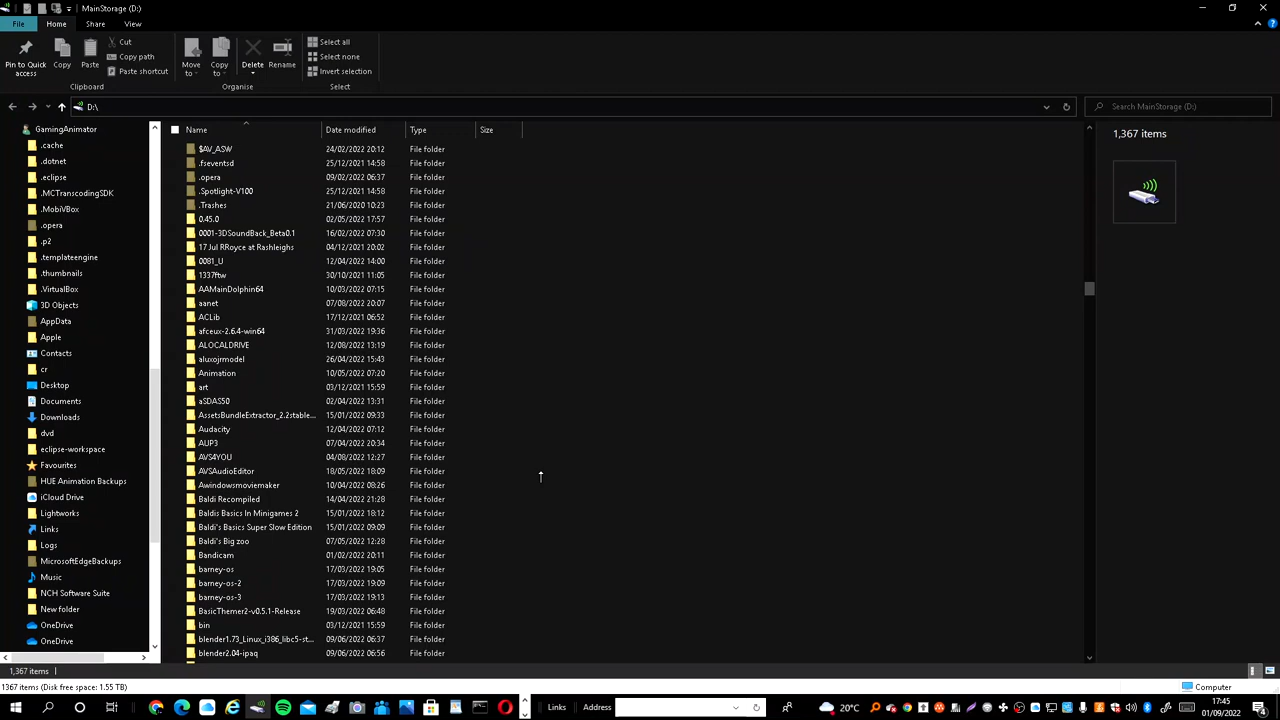 MainStorage (D:)
File Home Share View
Pin to Quick access
Copy
Paste
Cut
Copy path
Paste shortcut
Move to
Copy to
Delete
Rename
Select all
Select none
Invert selection
Clipboard Organise Select
D:\
Search MainStorage (D:)
GamingAnimator
.cache
.dotnet
.eclipse
.MCTranscodingSDK
.MobiVBox
.opera
.p2
.templateengine
.thumbnails
.VirtualBox
3D Objects
AppData
Apple
Contacts
cr
Desktop
Documents
Downloads
dvd
eclipse-workspace
Favourites
HUE Animation Backups
iCloud Drive
Lightworks
Links
Logs
MicrosoftEdgeBackups
Music
NCH Software Suite
New folder
OneDrive
OneDrive
Name Date modified Type Size
$AV_ASW 24/02/2022 20:12 File folder
.fseventsd 25/12/2021 14:58 File folder
.opera 09/02/2022 06:37 File folder
.Spotlight-V100 25/12/2021 14:58 File folder
.Trashes 21/06/2020 10:23 File folder
0.45.0 02/05/2022 17:57 File folder
0001-3DSoundBack_Beta0.1 16/02/2022 07:30 File folder
17 Jul RRoyce at Rashleighs 04/12/2021 20:02 File folder
0081_U 12/04/2022 14:00 File folder
1337ftw 30/10/2021 11:05 File folder
AAMainDolphin64 10/03/2022 07:15 File folder
aanet 07/08/2022 20:07 File folder
ACLib 17/12/2021 06:52 File folder
afceux-2.6.4-win64 31/03/2022 19:36 File folder
ALOCALDRIVE 12/08/2022 13:19 File folder
aluxojrmodel 26/04/2022 15:43 File folder
Animation 10/05/2022 07:20 File folder
art 03/12/2021 15:59 File folder
aSDAS50 02/04/2022 13:31 File folder
AssetsBundleExtractor_2.2stable... 15/01/2022 09:33 File folder
Audacity 12/04/2022 07:12 File folder
AUP3 07/04/2022 20:34 File folder
AVS4YOU 04/08/2022 12:27 File folder
AVSAudioEditor 18/05/2022 18:09 File folder
Awindowsmoviemaker 10/04/2022 08:26 File folder
Baldi Recompiled 14/04/2022 21:28 File folder
Baldis Basics In Minigames 2 15/01/2022 18:12 File folder
Baldi's Basics Super Slow Edition 15/01/2022 09:09 File folder
Baldi's Big zoo 07/05/2022 12:28 File folder
Bandicam 01/02/2022 20:11 File folder
barney-os 17/03/2022 19:05 File folder
barney-os-2 17/03/2022 19:09 File folder
barney-os-3 17/03/2022 19:13 File folder
BasicThemer2-v0.5.1-Release 19/03/2022 06:48 File folder
bin 03/12/2021 15:59 File folder
blender1.73_Linux_i386_libc5-st... 09/06/2022 06:37 File folder
blender2.04-ipaq 09/06/2022 06:56 File folder
1,367 items
1,367 items
1367 items (Disk free space: 1.55 TB)
Computer
Links Address
20°C
17:45
01/09/2022
4